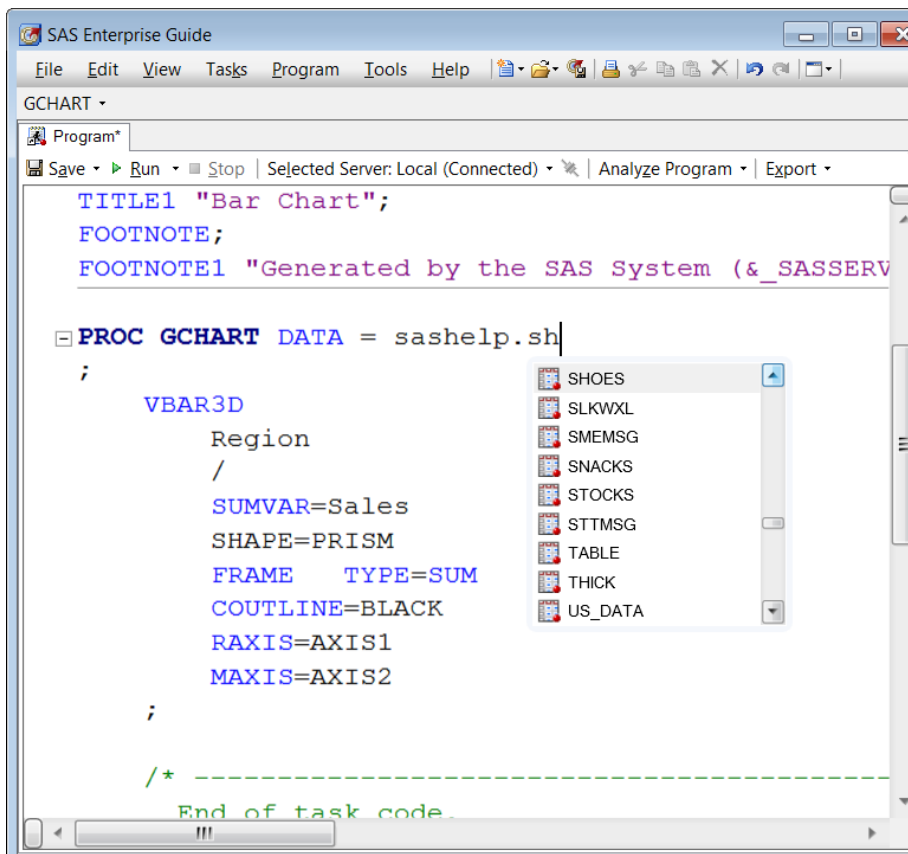 SAS Enterprise Guide
File Edit View Tasks Program Tools Help
GCHART
Program*
Save Run Stop Selected Server: Local (Connected) Analyze Program Export
TITLE1 "Bar Chart";
FOOTNOTE;
FOOTNOTE1 "Generated by the SAS System (&_SASSERV
PROC GCHART DATA = sashelp.sh
;
SHOES
VBAR3D
SLKWXL
Region
SMEMSG
/
SNACKS
SUMVAR=Sales
STOCKS
SHAPE=PRISM
STTMSG
FRAME TYPE=SUM
TABLE
COUTLINE=BLACK
THICK
US_DATA
RAXIS=AXIS1
MAXIS=AXIS2
;
/* ------------------------------------------
End of task code.